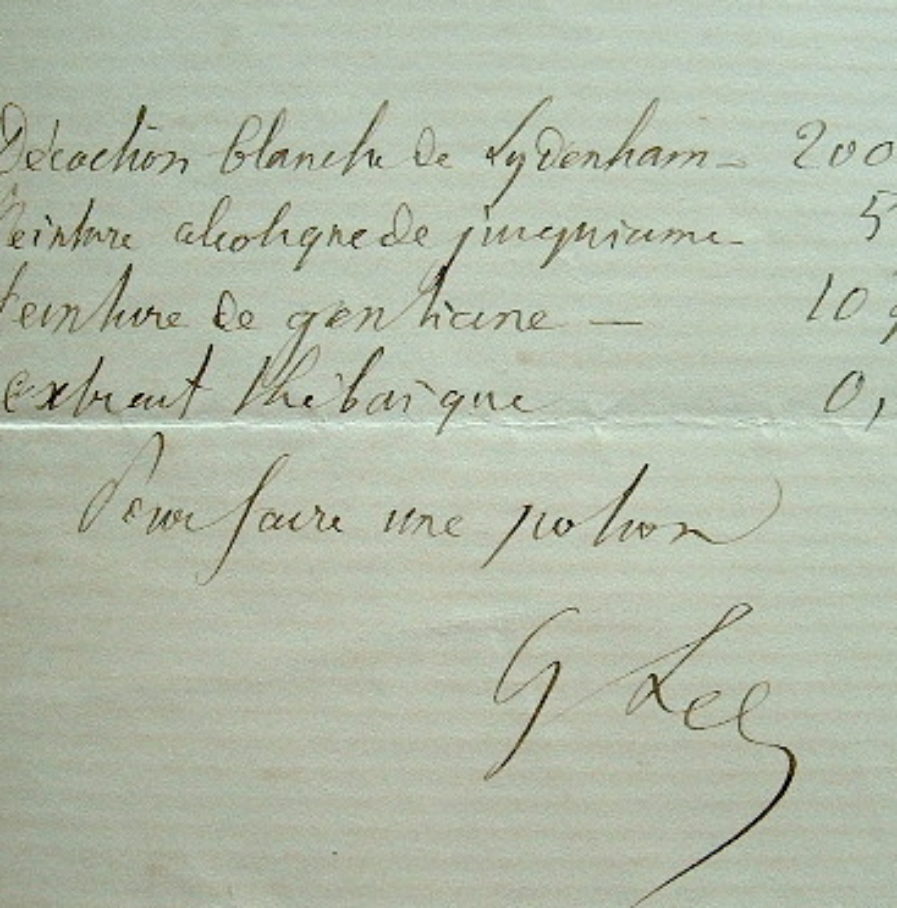 Décoction blanche de Sydenham - 200
Teinture alcoolique de jusquiame - 5
teinture de gentiane — 10 g
extrait thébaïque 0,
Pour faire une potion
G Lee